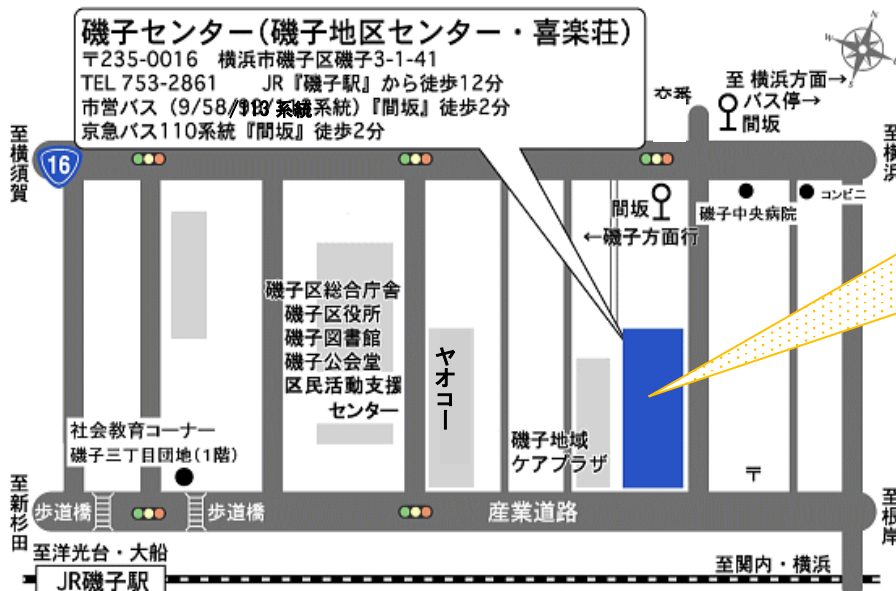 磯子センター(磯子地区センター・喜楽荘)
〒235-0016 横浜市磯子区磯子3-1-41
TEL 753-2861 JR『磯子駅』から徒歩12分
市営バス (9/58/113系統)『間坂』徒歩2分
京急バス110系統『間坂』徒歩2分
N
W
S
交番
至 横浜方面→
バス停→
間坂
至横須賀
16
至横浜
間坂
←磯子方面行
磯子中央病院
コンビニ
磯子区総合庁舎
磯子区役所
磯子図書館
磯子公会堂
区民活動支援
センター
ヤオコー
社会教育コーナー
磯子三丁目団地(1階)
磯子地域
ケアプラザ
〒
至新杉田
歩道橋
歩道橋
産業道路
至根岸
至洋光台・大船
JR磯子駅
至関内・横浜